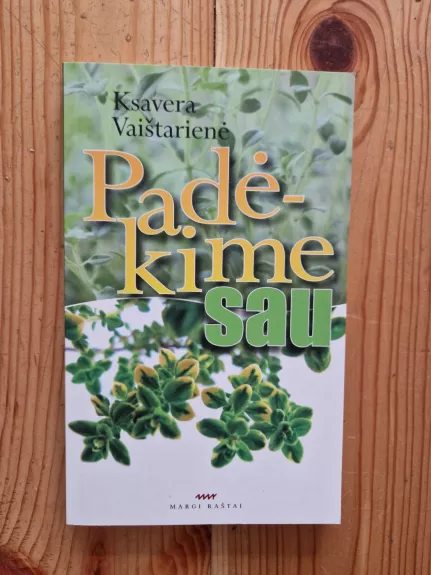 Ksavera
Vaištarienė
Padė-
kime
sau
MARGI RAŠTAI